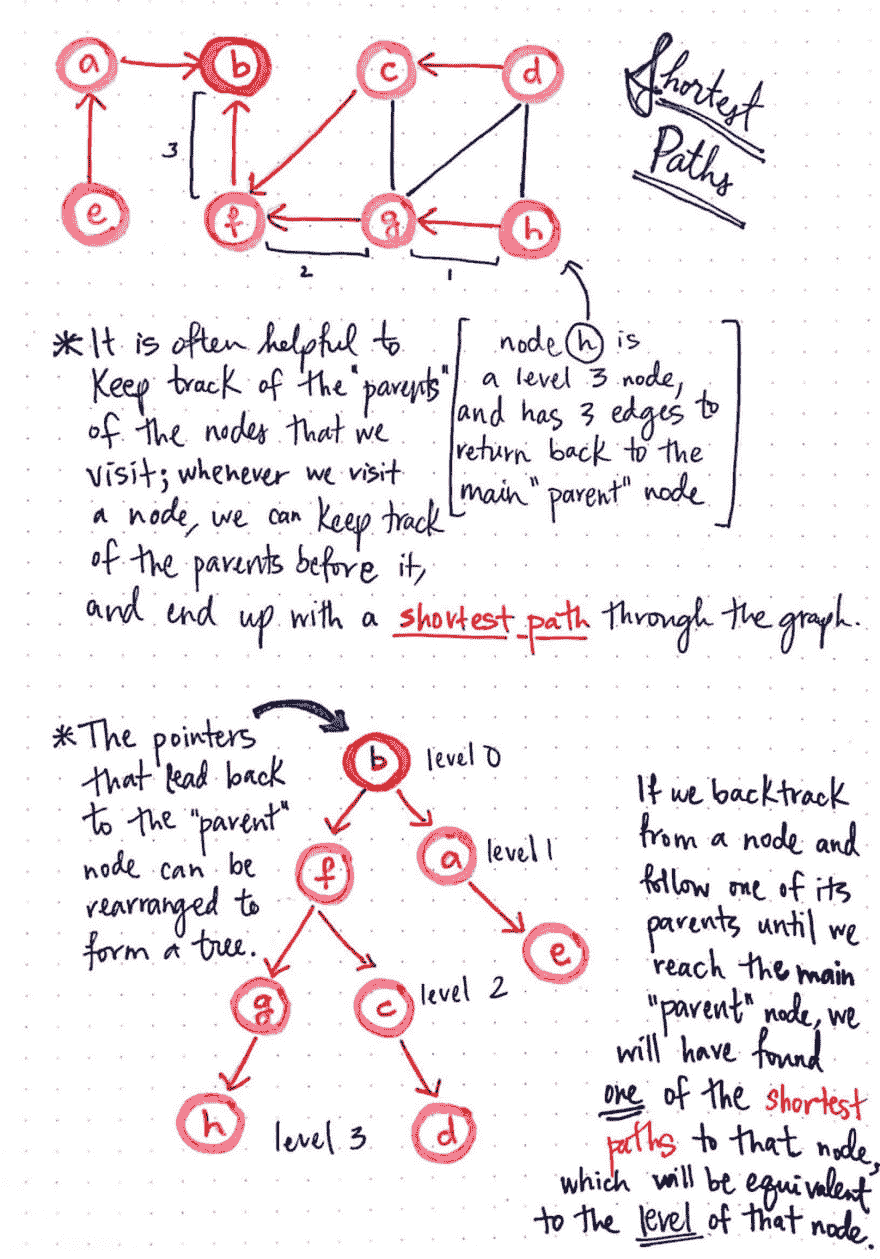 a
b
c
d
Shortest
Paths
3
e
f
g
h
2
1
*It is often helpful to
keep track of the "parents"
of the nodes that we
visit; whenever we visit
a node, we can keep track
of the parents before it,
and end up with a shortest path through the graph.
node h is
a level 3 node,
and has 3 edges to
return back to the
main "parent" node
*The pointers
that lead back
to the "parent"
node can be
rearranged to
form a tree.
b level 0
f
a level 1
e
g
c level 2
h
level 3
d
If we backtrack
from a node and
follow one of its
parents until we
reach the main
"parent" node, we
will have found
one of the shortest
paths to that node,
which will be equivalent
to the level of that node.